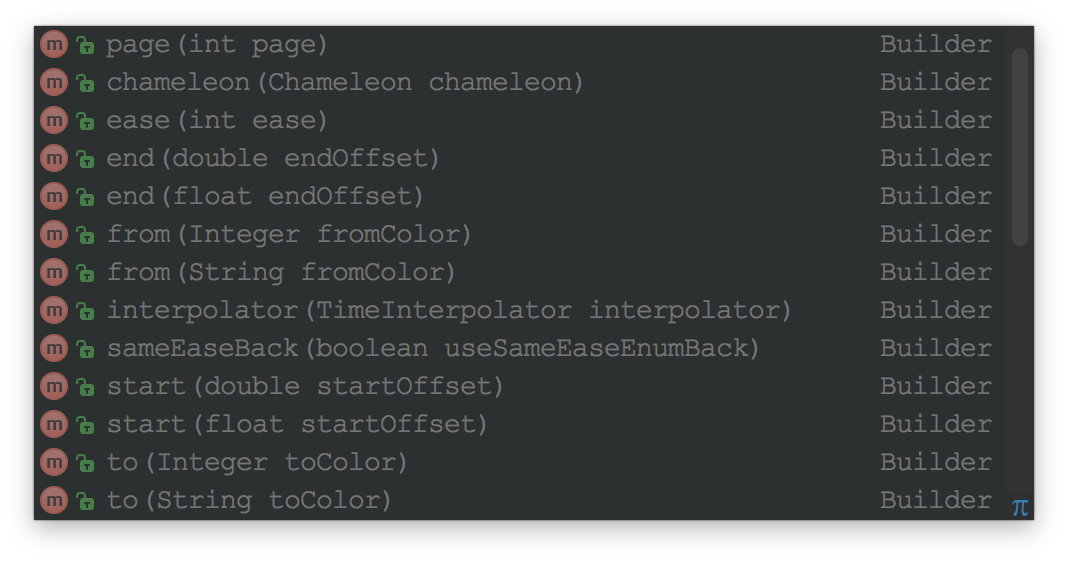 m page(int page) Builder
m chameleon(Chameleon chameleon) Builder
m ease(int ease) Builder
m end(double endOffset) Builder
m end(float endOffset) Builder
m from(Integer fromColor) Builder
m from(String fromColor) Builder
m interpolator(TimeInterpolator interpolator) Builder
m sameEaseBack(boolean useSameEaseEnumBack) Builder
m start(double startOffset) Builder
m start(float startOffset) Builder
m to(Integer toColor) Builder
m to(String toColor) Builder
π